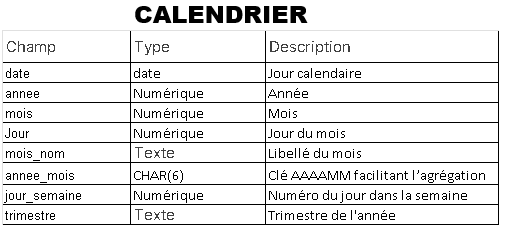 CALENDRIER
Champ Type Description
date date Jour calendaire
annee Numérique Année
mois Numérique Mois
Jour Numérique Jour du mois
mois_nom Texte Libellé du mois
annee_mois CHAR(6) Clé AAAAMM facilitant l’agrégation
jour_semaine Numérique Numéro du jour dans la semaine
trimestre Texte Trimestre de l'année